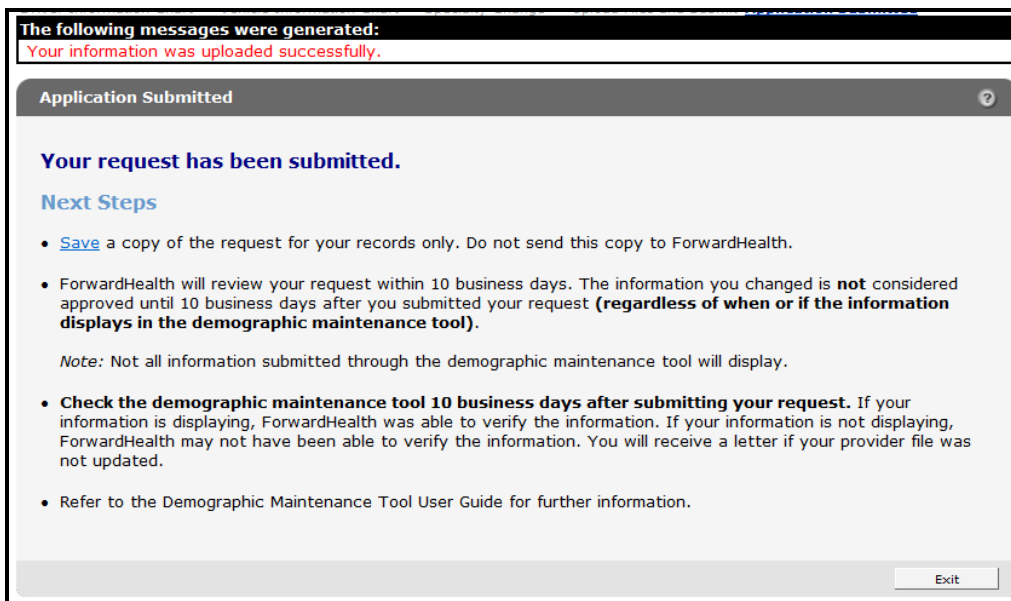 The following messages were generated:
Your information was uploaded successfully.
Application Submitted
?
Your request has been submitted.
Next Steps
• Save a copy of the request for your records only. Do not send this copy to ForwardHealth.
• ForwardHealth will review your request within 10 business days. The information you changed is not considered
approved until 10 business days after you submitted your request (regardless of when or if the information
displays in the demographic maintenance tool).
Note: Not all information submitted through the demographic maintenance tool will display.
• Check the demographic maintenance tool 10 business days after submitting your request. If your
information is displaying, ForwardHealth was able to verify the information. If your information is not displaying,
ForwardHealth may not have been able to verify the information. You will receive a letter if your provider file was
not updated.
• Refer to the Demographic Maintenance Tool User Guide for further information.
Exit